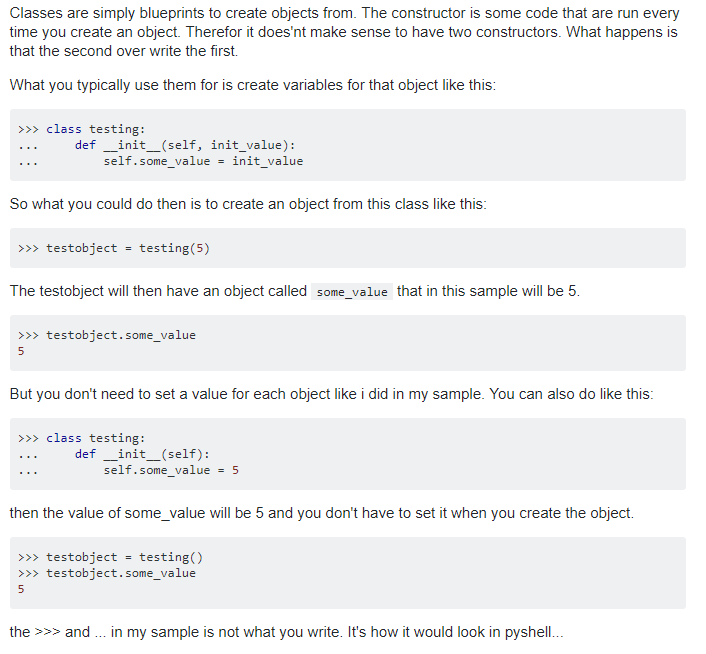 Classes are simply blueprints to create objects from. The constructor is some code that are run every
time you create an object. Therefor it does'nt make sense to have two constructors. What happens is
that the second over write the first.
What you typically use them for is create variables for that object like this:
>>> class testing:
...     def __init__(self, init_value):
...         self.some_value = init_value
So what you could do then is to create an object from this class like this:
>>> testobject = testing(5)
The testobject will then have an object called some_value that in this sample will be 5.
>>> testobject.some_value
5
But you don't need to set a value for each object like i did in my sample. You can also do like this:
>>> class testing:
...     def __init__(self):
...         self.some_value = 5
then the value of some_value will be 5 and you don't have to set it when you create the object.
>>> testobject = testing()
>>> testobject.some_value
5
the >>> and ... in my sample is not what you write. It's how it would look in pyshell...